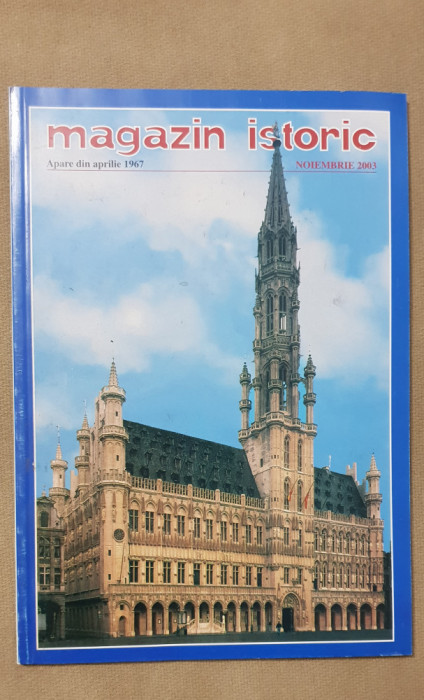 magazin istoric
Apare din aprilie 1967 NOIEMBRIE 2003